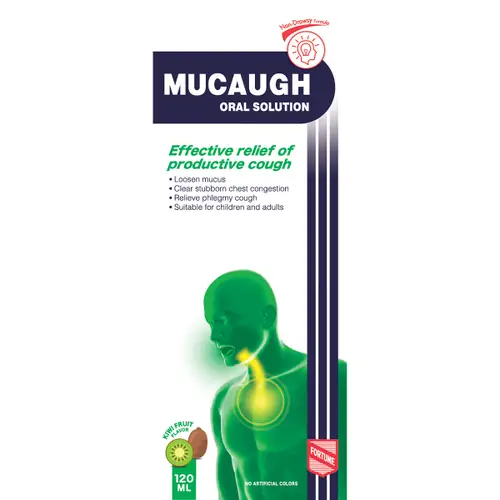 Non-Drowsy Formula
MUCAUGH
ORAL SOLUTION
Effective relief of
productive cough
• Loosen mucus
• Clear stubborn chest congestion
• Relieve phlegmy cough
• Suitable for children and adults
KIWI FRUIT
FLAVOR
120
ML
NO ARTIFICIAL COLORS
FORTUNE